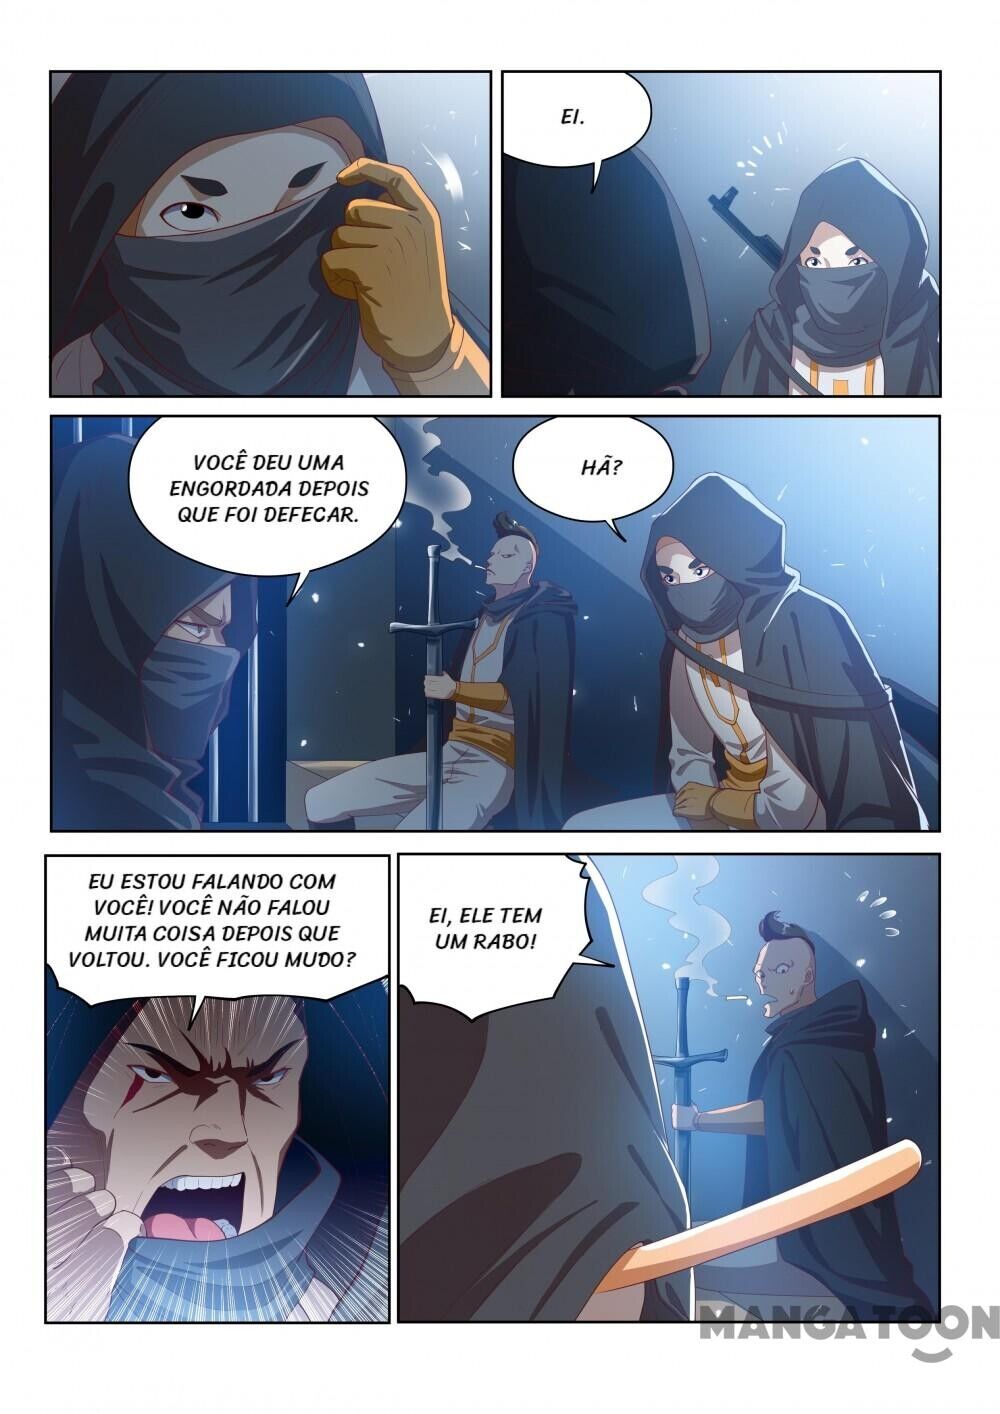 EI.
VOCÊ DEU UMA
ENGORDADA DEPOIS
QUE FOI DEFECAR.
HÃ?
EU ESTOU FALANDO COM
VOCÊ! VOCÊ NÃO FALOU
MUITA COISA DEPOIS QUE
VOLTOU. VOCÊ FICOU MUDO?
EI, ELE TEM
UM RABO!
MANGATOON